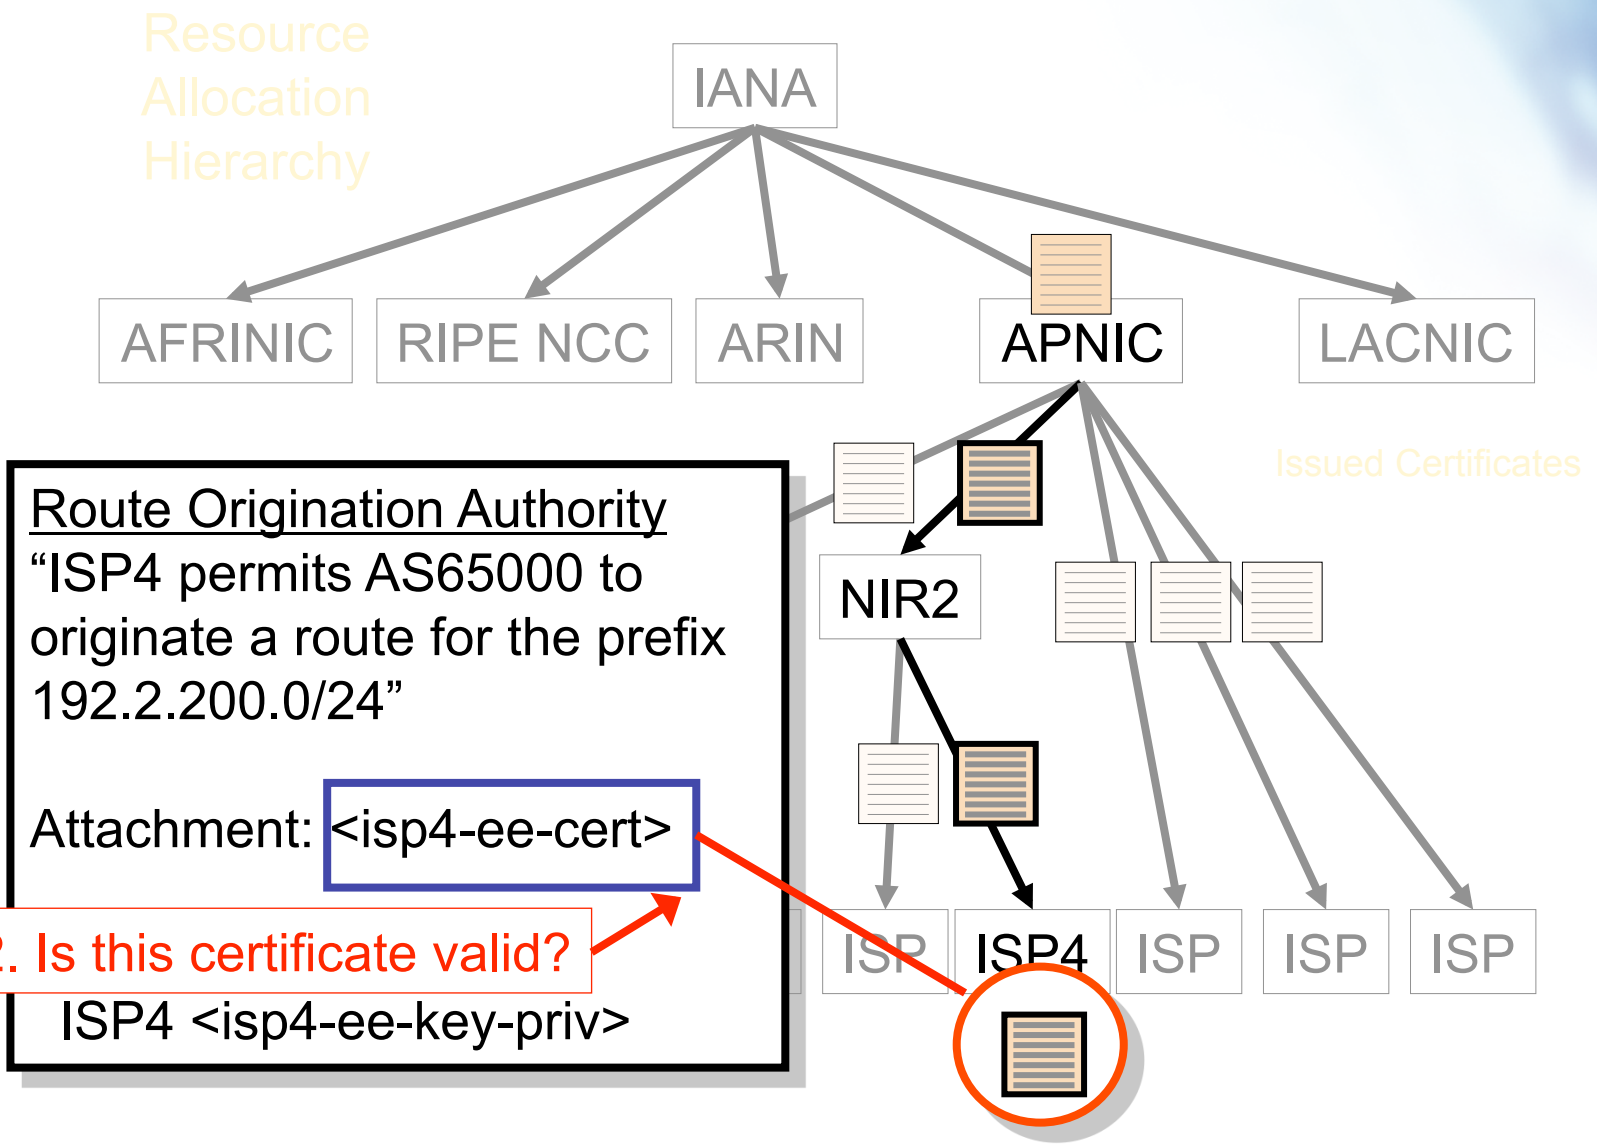 Resource
Allocation
Hierarchy
IANA
AFRINIC
RIPE NCC
ARIN
APNIC
LACNIC
Issued Certificates
Route Origination Authority
“ISP4 permits AS65000 to
originate a route for the prefix
192.2.200.0/24”
Attachment: <isp4-ee-cert>
NIR2
2. Is this certificate valid?
ISP4 <isp4-ee-key-priv>
ISP
ISP4
ISP
ISP
ISP